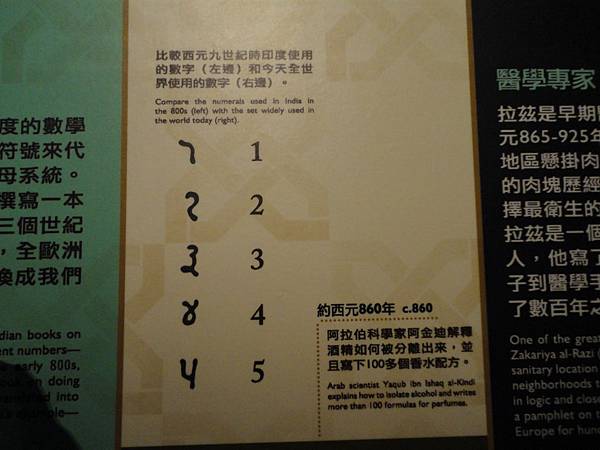 度的數學
符號來代
母系統。
撰寫一本
三個世紀
，全歐洲
換成我們
dian books on
ent numbers—
early 800s,
on doing
example—
比較西元九世紀時印度使用
的數字（左邊）和今天全世
界使用的數字（右邊）。
Compare the numerals used in India in
the 800s (left) with the set widely used in
the world today (right).
1
2
3
4
5
約西元860年 c.860
阿拉伯科學家阿金迪解釋
酒精如何被分離出來，並
且寫下100多個香水配方。
Arab scientist Yaqub ibn Ishaq al-Kindi
explains how to isolate alcohol and writes
more than 100 formulas for perfumes.
醫學專家
拉茲是早期
元865-925年
地區懸掛肉
的肉塊歷經
擇最衛生的
拉茲是一個
人，他寫了
子到醫學手
了數百年之
One of the grea
Zakariya al-Razi (
sanitary location
neighborhoods t
in logic and close
a pamphlet on t
Europe for hund